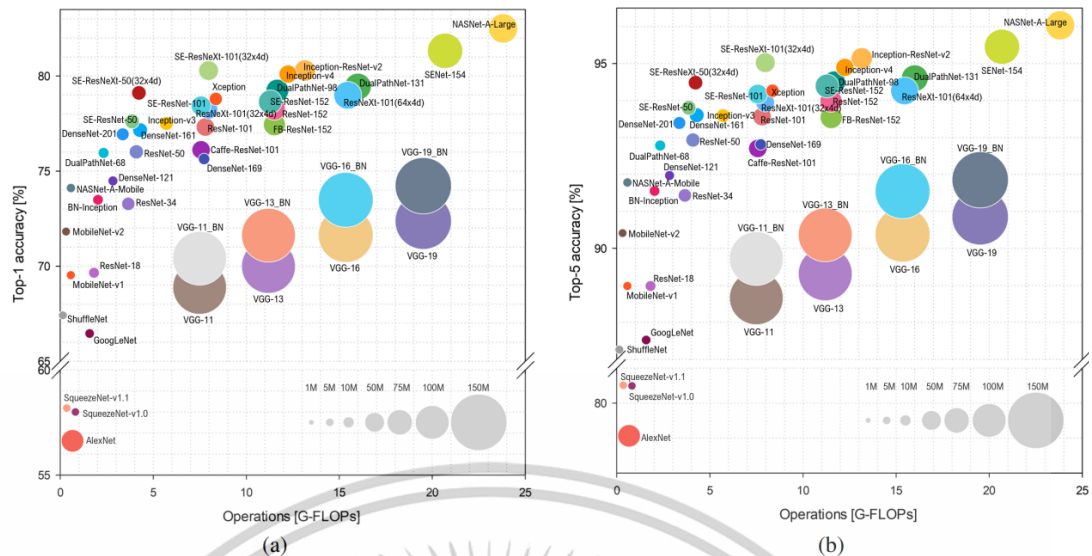 Top-1 accuracy [%]
80
75
70
65
60
55
NASNet-A-Large
SE-ResNeXt-101(32x4d)
SENet-154
Inception-ResNet-v2
Inception-v4
SE-ResNeXt-50(32x4d)
Xception
DualPathNet-98
DualPathNet-131
SE-ResNet-101
SE-ResNet-152
ResNeXt-101(64x4d)
ResNeXt-101(32x4d)
ResNet-152
SE-ResNet-50
Inception-v3
DenseNet-201
DenseNet-161
ResNet-101
FB-ResNet-152
DualPathNet-68
ResNet-50
Caffe-ResNet-101
DenseNet-169
VGG-16_BN
VGG-19_BN
DenseNet-121
NASNet-A-Mobile
BN-Inception
ResNet-34
VGG-13_BN
MobileNet-v2
VGG-11_BN
VGG-16
VGG-19
ResNet-18
MobileNet-v1
VGG-13
ShuffleNet
VGG-11
GoogLeNet
1M 5M 10M 50M 75M 100M 150M
SqueezeNet-v1.1
SqueezeNet-v1.0
AlexNet
0 5 10 15 20 25
Operations [G-FLOPs]
(a)
Top-5 accuracy [%]
95
90
80
NASNet-A-Large
SE-ResNeXt-101(32x4d)
Inception-ResNet-v2
SENet-154
Inception-v4
SE-ResNeXt-50(32x4d)
Xception
DualPathNet-131
DualPathNet-98
SE-ResNet-101
SE-ResNet-152
ResNet-152
ResNeXt-101(64x4d)
ResNeXt-101(32x4d)
SE-ResNet-50
Inception-v3
DenseNet-201
DenseNet-161
ResNet-101
FB-ResNet-152
DualPathNet-68
ResNet-50
DenseNet-169
Caffe-ResNet-101
VGG-16_BN
VGG-19_BN
DenseNet-121
NASNet-A-Mobile
BN-Inception
ResNet-34
VGG-13_BN
MobileNet-v2
VGG-11_BN
VGG-16
VGG-19
ResNet-18
MobileNet-v1
VGG-13
VGG-11
GoogLeNet
ShuffleNet
1M 5M 10M 50M 75M 100M 150M
SqueezeNet-v1.1
SqueezeNet-v1.0
AlexNet
0 5 10 15 20 25
Operations [G-FLOPs]
(b)